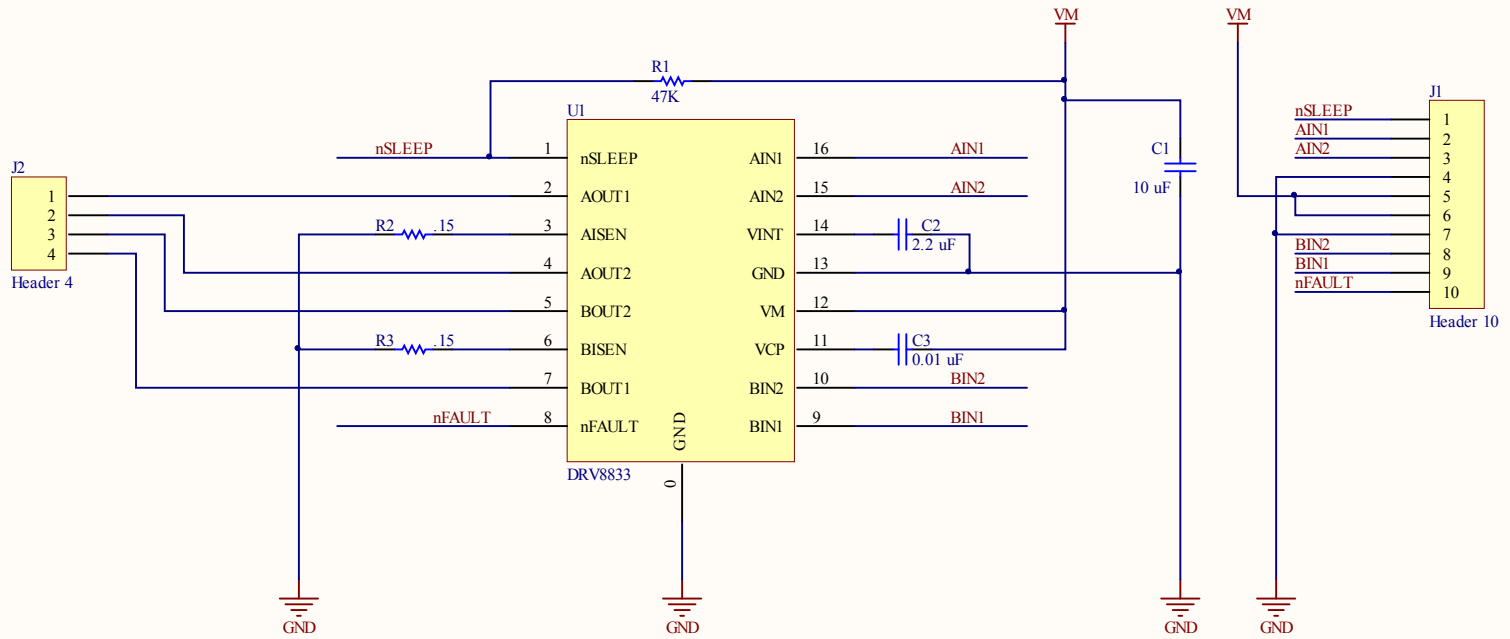 VM
VM
R1
47K
J1
U1
nSLEEP
1
nSLEEP
1
nSLEEP
AIN1
16
AIN1
AIN1
2
C1
AIN2
3
J2
10 uF
4
1
2
AOUT1
AIN2
15
AIN2
5
2
6
3
R2
.15
3
AISEN
VINT
14
C2
2.2 uF
7
4
BIN2
8
4
AOUT2
GND
13
BIN1
9
Header 4
nFAULT
10
5
BOUT2
VM
12
Header 10
R3
.15
6
BISEN
VCP
11
C3
0.01 uF
7
BOUT1
BIN2
10
BIN2
nFAULT
8
nFAULT
GND
BIN1
9
BIN1
DRV8833
0
GND
GND
GND
GND